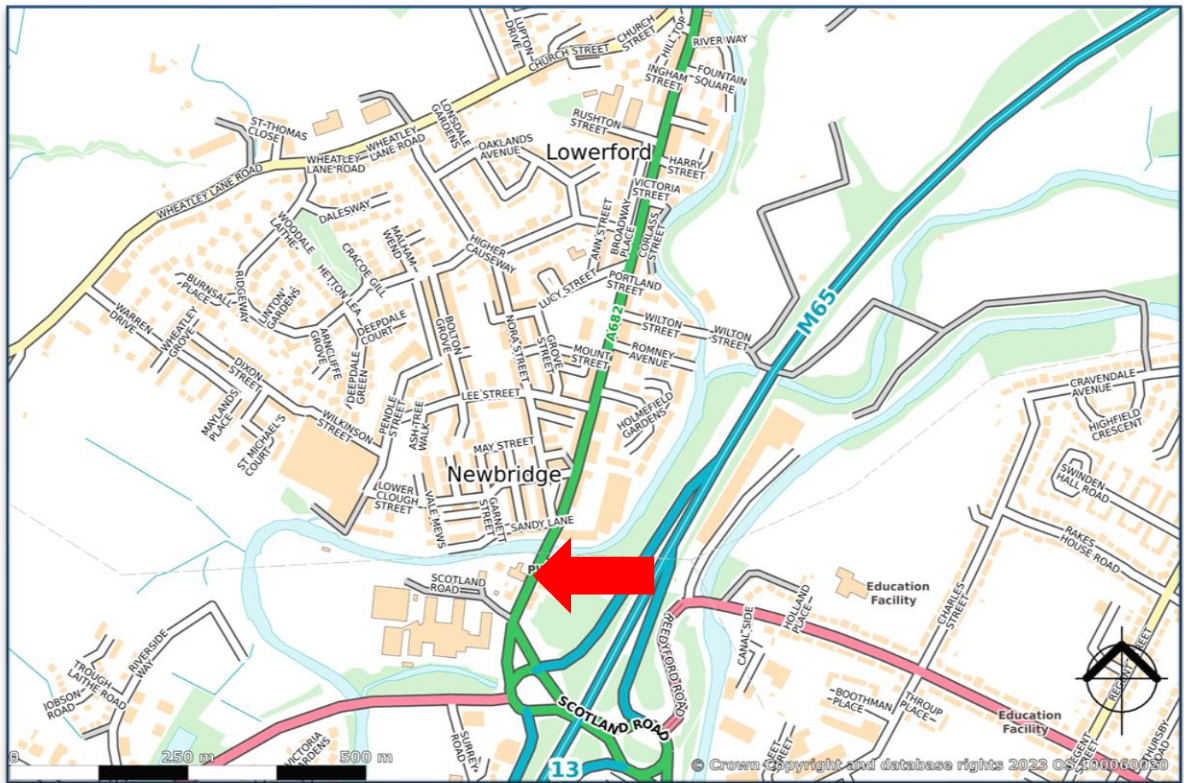 LUPTON
DRIVE
CHURCH STREET
CHURCH
STREET
HILL TOP
RIVER WAY
INGHAM
STREET
FOUNTAIN
SQUARE
ST-THOMAS
CLOSE
LONSDALE
GARDENS
RUSHTON
STREET
WHEATLEY
LANE ROAD
WHEATLEY
LANE ROAD
OAKLANDS
AVENUE
Lowerford
HARRY
STREET
WHEATLEY LANE ROAD
VICTORIA
STREET
DALESWAY
WOODALE
LAITHE
MALHAM
WEND
ANN STREET
BROADWAY
PLACE
CORLASS
STREET
HIGHER
CAUSEWAY
CRACOE GILL
HETTON LEA
RIDGEWAY
BURNSALL
PLACE
LINTON
GARDENS
LUCY STREET
PORTLAND
STREET
M65
WARREN
DRIVE
WHEATLEY
GROVE
ARNCLIFFE
GROVE
DEEPDALE
COURT
DEEPDALE
GREEN
BOLTON
GROVE
NORA STREET
GROVE
STREET
A682
WILTON
STREET
WILTON
STREET
MOUNT
STREET
ROMNEY
AVENUE
DIXON
STREET
MAYLANDS
PLACE
ST MICHAEL'S
COURT
WILKINSON
STREET
PENDLE
STREET
ASH-TREE
WALK
LEE STREET
HOLMEFIELD
GARDENS
CRAVENDALE
AVENUE
HIGHFIELD
CRESCENT
MAY STREET
Newbridge
SWINDEN
HALL ROAD
LOWER
CLOUGH
STREET
VALE MEWS
GARNETT
STREET
SANDY LANE
RAKES
HOUSE ROAD
SCOTLAND
ROAD
Education
Facility
HOLLAND
PLACE
CHARLES
STREET
CANAL SIDE
REEDYFORD ROAD
RIVERSIDE
WAY
TROUGH
LAITHE ROAD
SCOTLAND ROAD
BOOTHMAN
PLACE
THROUP
PLACE
Education
Facility
SURREY
ROAD
0
250 m
500 m
13
© Crown Copyright and database rights 2023 OS 100060020